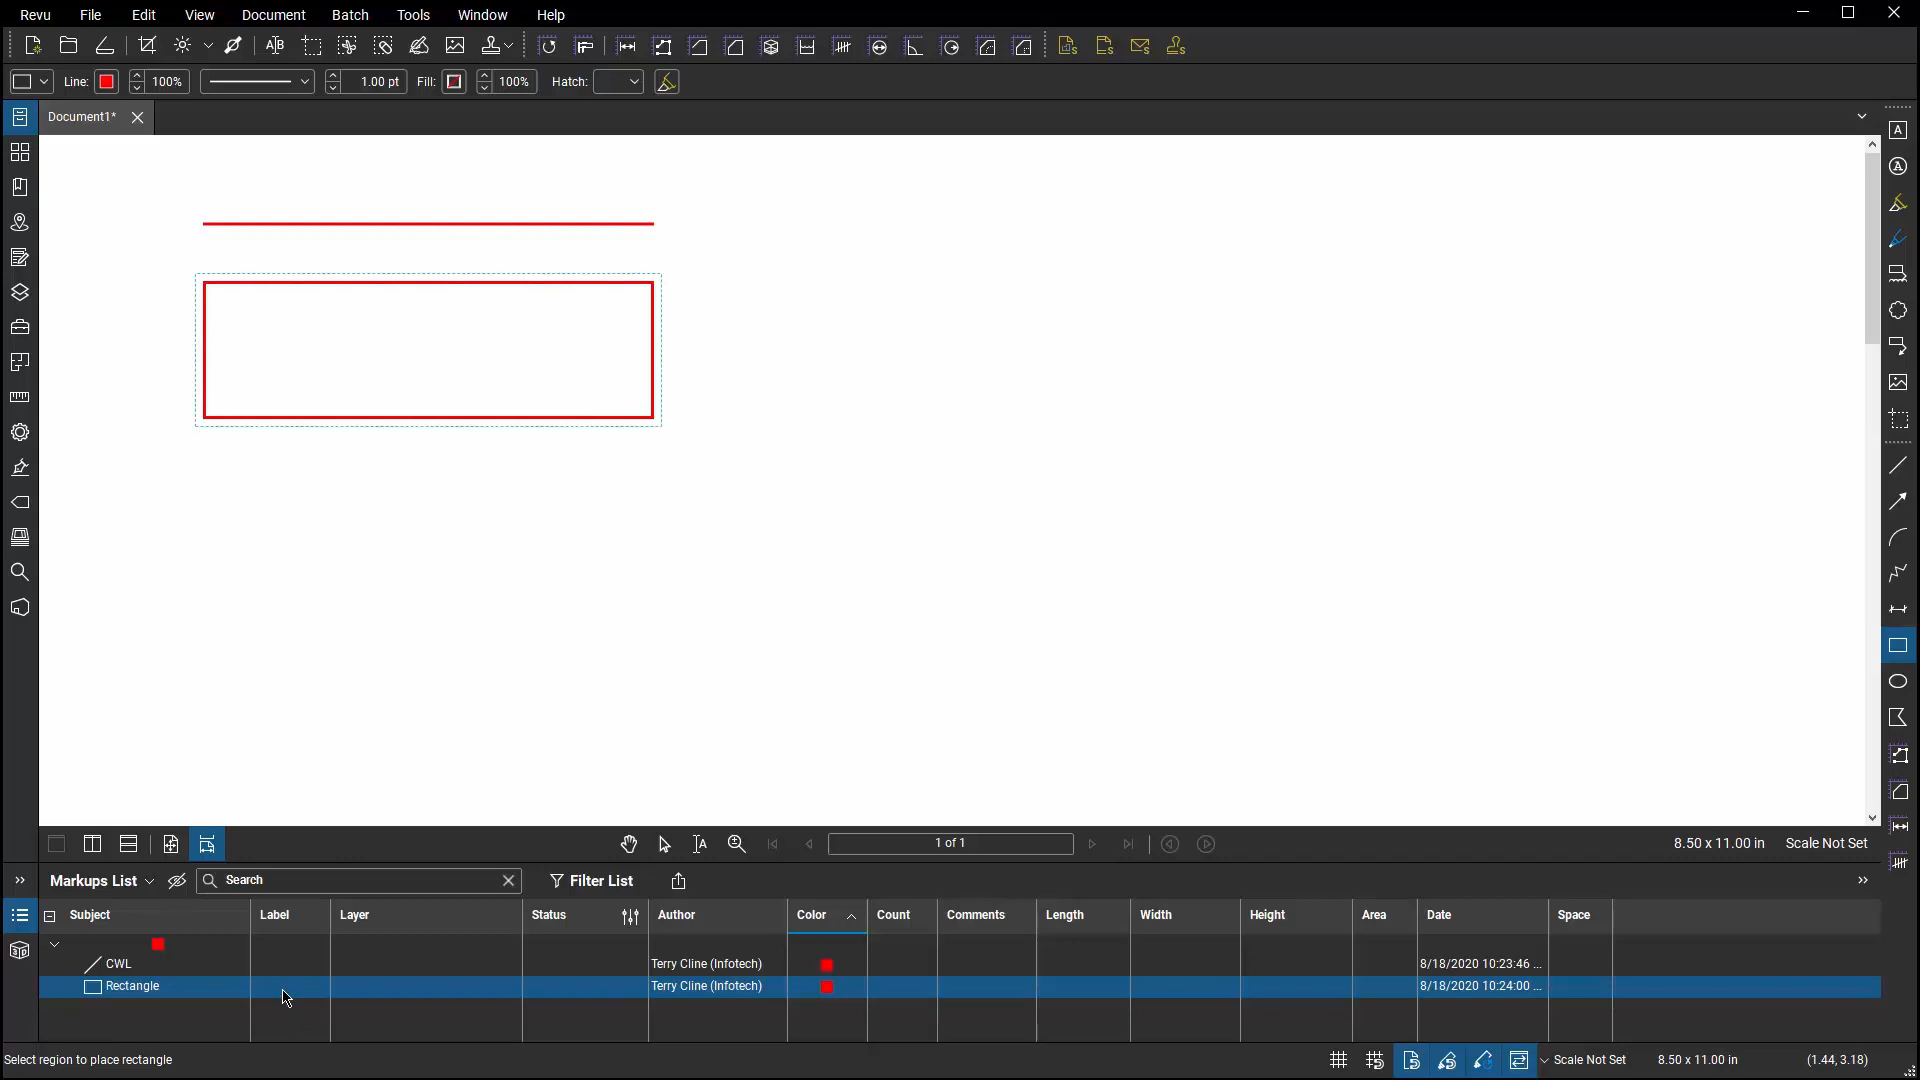 Revu File Edit View Document Batch Tools Window Help
Line: 100% 1.00 pt Fill: 100% Hatch:
Document1*
8.50 x 11.00 in Scale Not Set
1 of 1
Markups List Search Filter List
Subject Label Layer Status Author Color Count Comments Length Width Height Area Date Space
CWL Terry Cline (Infotech) 8/18/2020 10:23:46 ...
Rectangle Terry Cline (Infotech) 8/18/2020 10:24:00 ...
Select region to place rectangle Scale Not Set 8.50 x 11.00 in (1.44, 3.18)